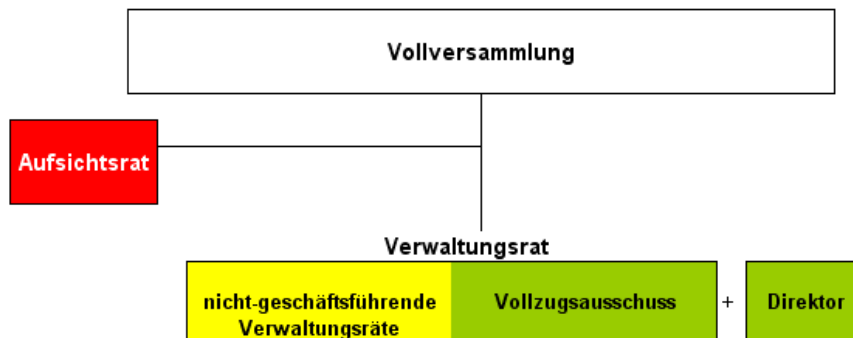 Vollversammlung
Aufsichtsrat
Verwaltungsrat
nicht-geschäftsführende
Verwaltungsräte
Vollzugsausschuss
+
Direktor